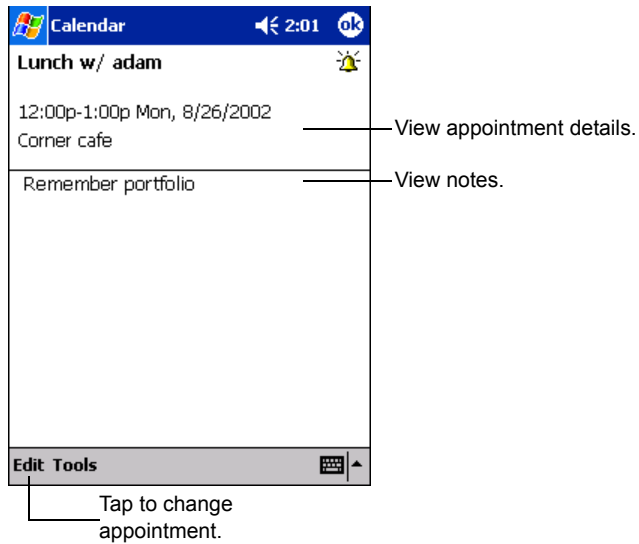 Calendar 2:01 ok
Lunch w/ adam
12:00p-1:00p Mon, 8/26/2002
Corner cafe
View appointment details.
Remember portfolio
View notes.
Edit Tools
Tap to change
appointment.